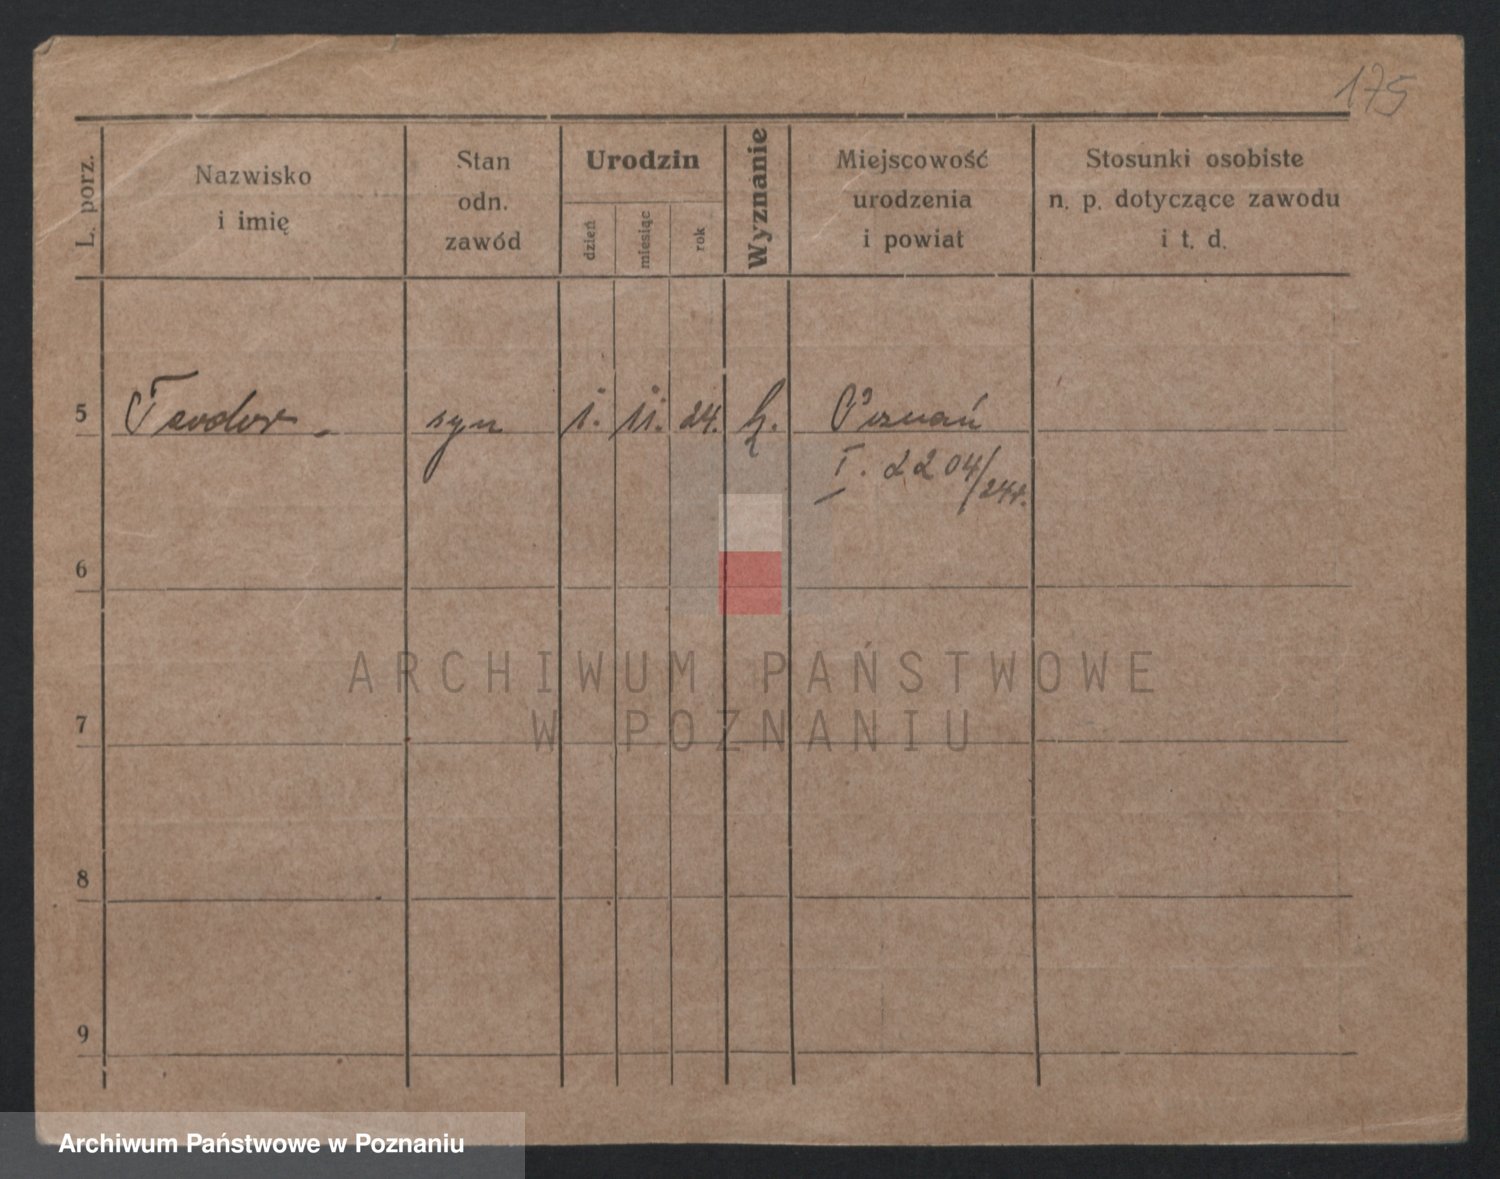 175
L. porz.
Nazwisko
i imię
Stan
odn.
zawód
Urodzin
dzień
miesiąc
rok
Wyznanie
Miejscowość
urodzenia
i powiat
Stosunki osobiste
n. p. dotyczące zawodu
i t. d.
5 Teodor syn 1. 11. 24. k. Poznań
I. 2204/24r.
6
7
8
9
ARCHIWUM PAŃSTWOWE
W POZNANIU
Archiwum Państwowe w Poznaniu